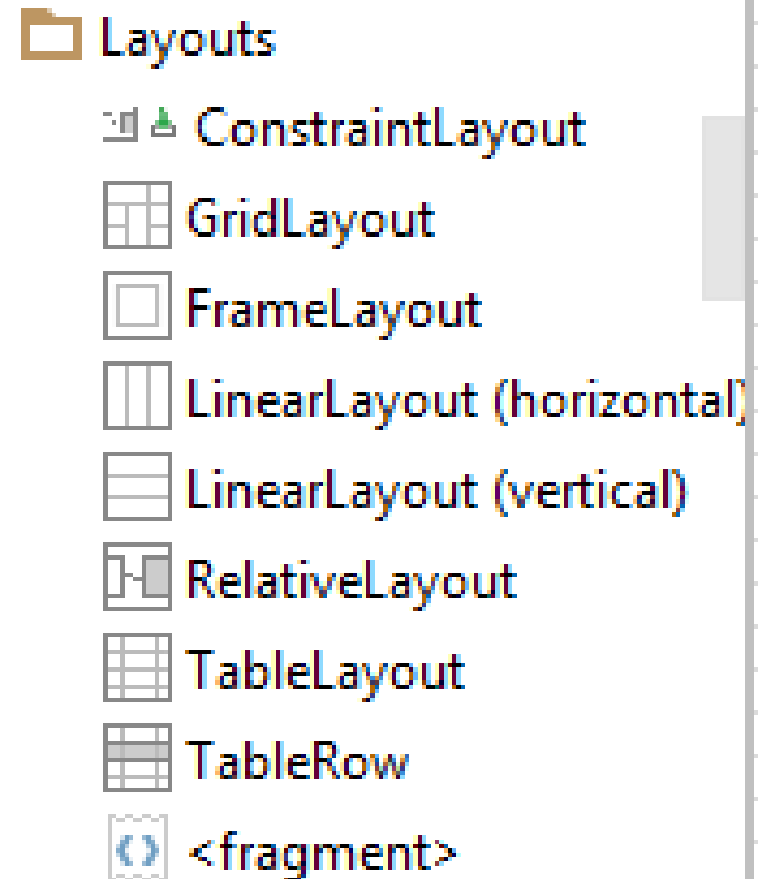 Layouts
ConstraintLayout
GridLayout
FrameLayout
LinearLayout (horizontal)
LinearLayout (vertical)
RelativeLayout
TableLayout
TableRow
<fragment>